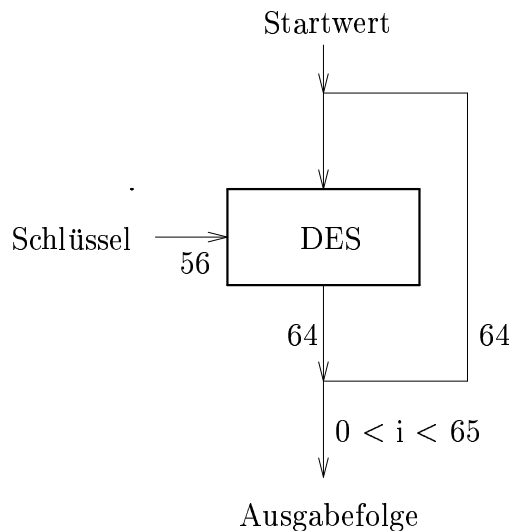 Startwert
Schlüssel
56
DES
64
64
0 < i < 65
Ausgabefolge